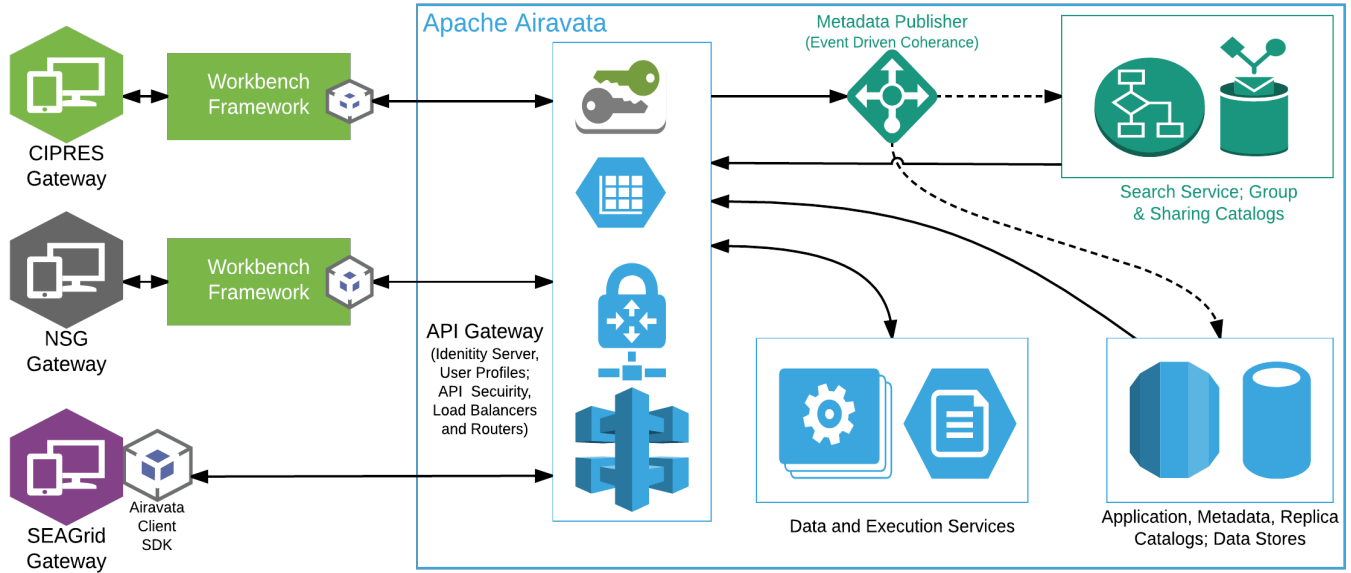 Apache Airavata
Metadata Publisher
(Event Driven Coherance)
Workbench
Framework
CIPRES
Gateway
Search Service; Group
& Sharing Catalogs
Workbench
Framework
NSG
Gateway
API Gateway
(Idenitity Server,
User Profiles;
API Secuirity,
Load Balancers
and Routers)
Airavata
Client
SDK
SEAGrid
Gateway
Data and Execution Services
Application, Metadata, Replica
Catalogs; Data Stores